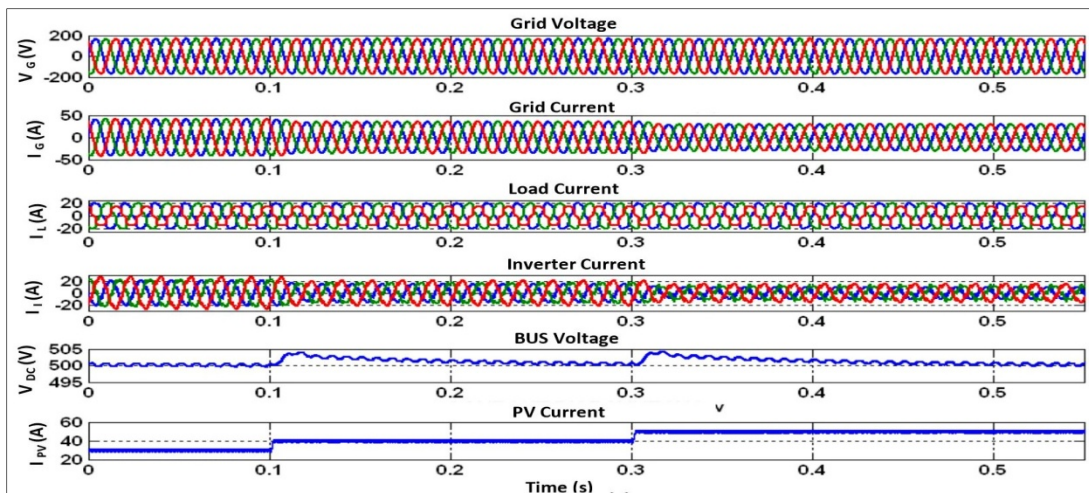 Grid Voltage
V G (V)
200
0
-200
0 0.1 0.2 0.3 0.4 0.5
Grid Current
I G (A)
50
0
-50
0 0.1 0.2 0.3 0.4 0.5
Load Current
I L (A)
20
0
-20
0 0.1 0.2 0.3 0.4 0.5
Inverter Current
I I (A)
20
0
-20
0 0.1 0.2 0.3 0.4 0.5
BUS Voltage
V DC (V)
505
500
495
0 0.1 0.2 0.3 0.4 0.5
v
PV Current
I PV (A)
60
40
20
0 0.1 0.2 0.3 0.4 0.5
Time (s)